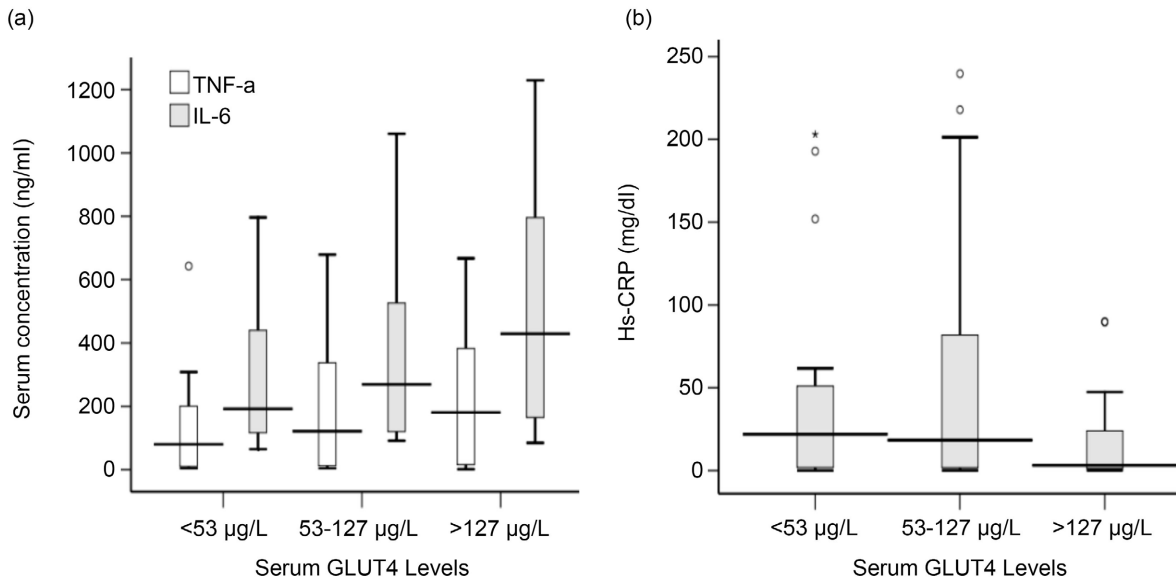 (a)
Serum concentration (ng/ml)
1200
1000
800
600
400
200
0
TNF-a
IL-6
<53 µg/L
53-127 µg/L
>127 µg/L
Serum GLUT4 Levels
(b)
Hs-CRP (mg/dl)
250
200
150
100
50
0
*
<53 µg/L
53-127 µg/L
>127 µg/L
Serum GLUT4 Levels